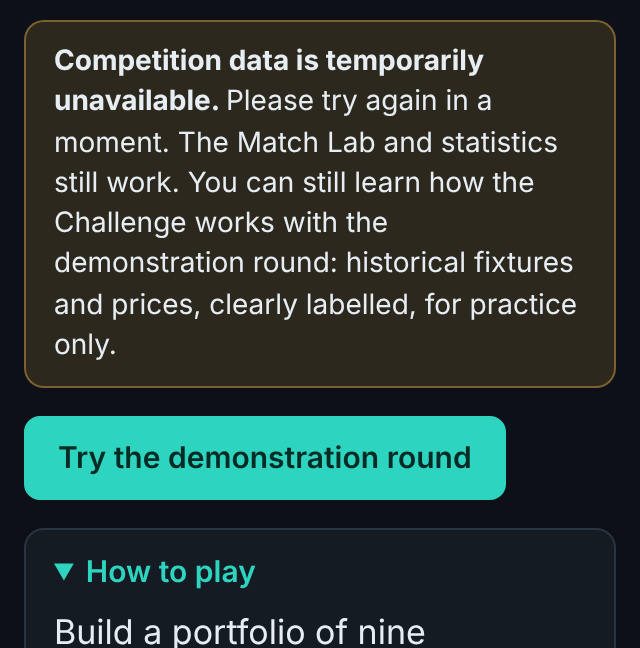 Competition data is temporarily
unavailable. Please try again in a
moment. The Match Lab and statistics
still work. You can still learn how the
Challenge works with the
demonstration round: historical fixtures
and prices, clearly labelled, for practice
only.
Try the demonstration round
▼ How to play
Build a portfolio of nine